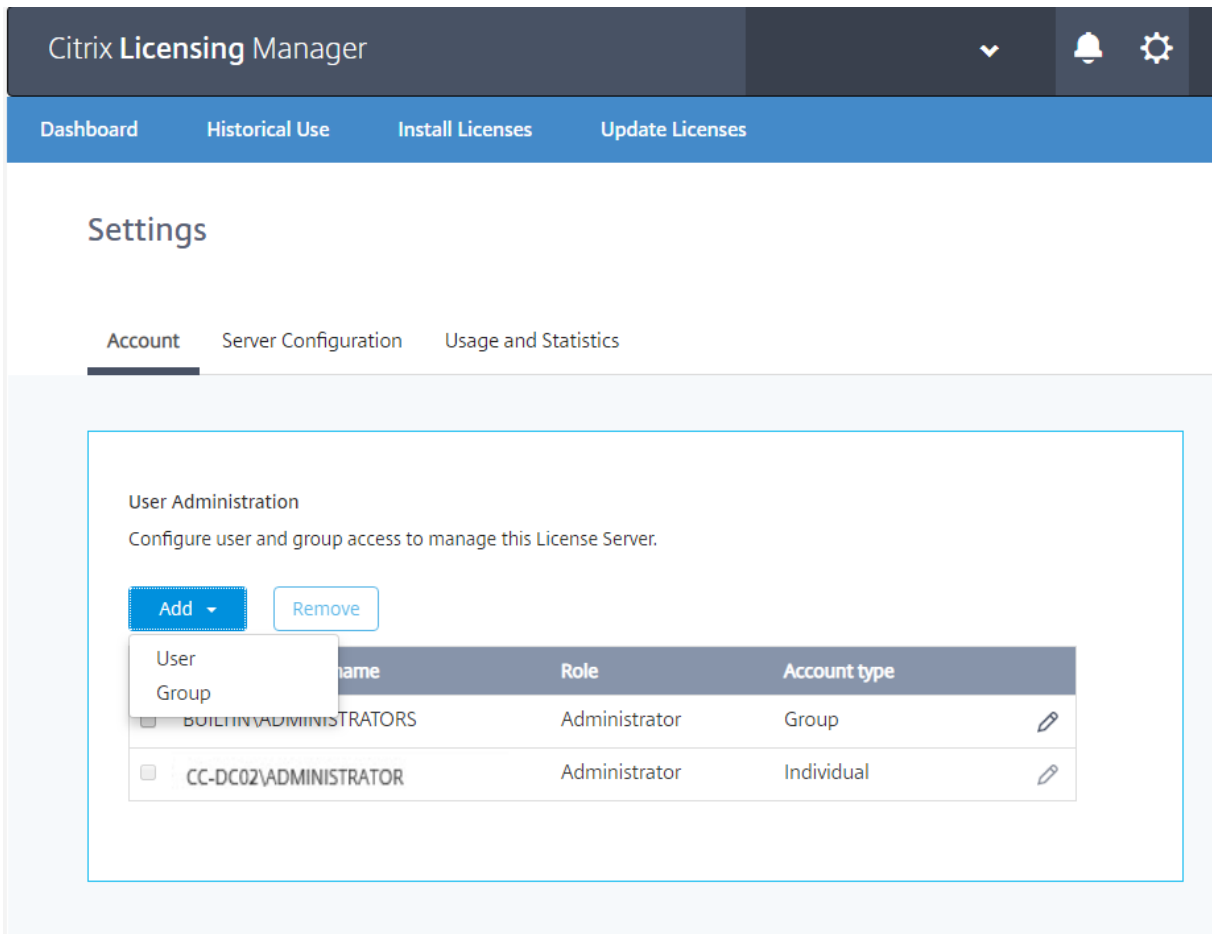 Citrix Licensing Manager
Dashboard Historical Use Install Licenses Update Licenses
Settings
Account Server Configuration Usage and Statistics
User Administration
Configure user and group access to manage this License Server.
Add Remove
User
Group
name Role Account type
BUILTIN\ADMINISTRATORS Administrator Group
CC-DC02\ADMINISTRATOR Administrator Individual